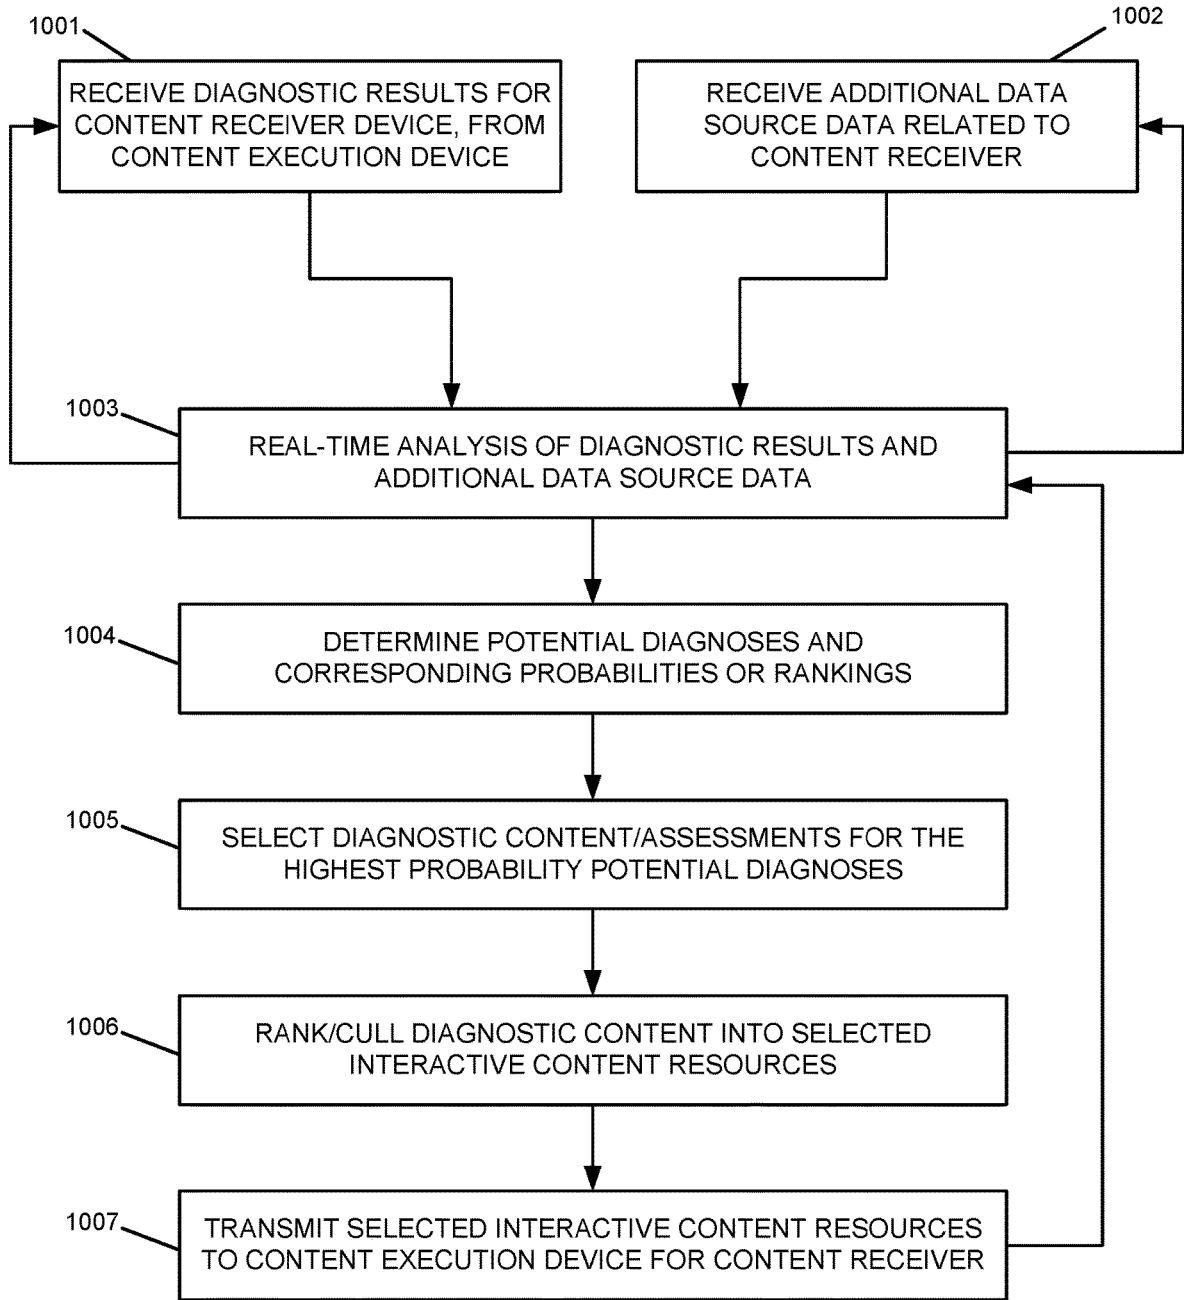 1001
RECEIVE DIAGNOSTIC RESULTS FOR
CONTENT RECEIVER DEVICE, FROM
CONTENT EXECUTION DEVICE
1002
RECEIVE ADDITIONAL DATA
SOURCE DATA RELATED TO
CONTENT RECEIVER
1003
REAL-TIME ANALYSIS OF DIAGNOSTIC RESULTS AND
ADDITIONAL DATA SOURCE DATA
1004
DETERMINE POTENTIAL DIAGNOSES AND
CORRESPONDING PROBABILITIES OR RANKINGS
1005
SELECT DIAGNOSTIC CONTENT/ASSESSMENTS FOR THE
HIGHEST PROBABILITY POTENTIAL DIAGNOSES
1006
RANK/CULL DIAGNOSTIC CONTENT INTO SELECTED
INTERACTIVE CONTENT RESOURCES
1007
TRANSMIT SELECTED INTERACTIVE CONTENT RESOURCES
TO CONTENT EXECUTION DEVICE FOR CONTENT RECEIVER